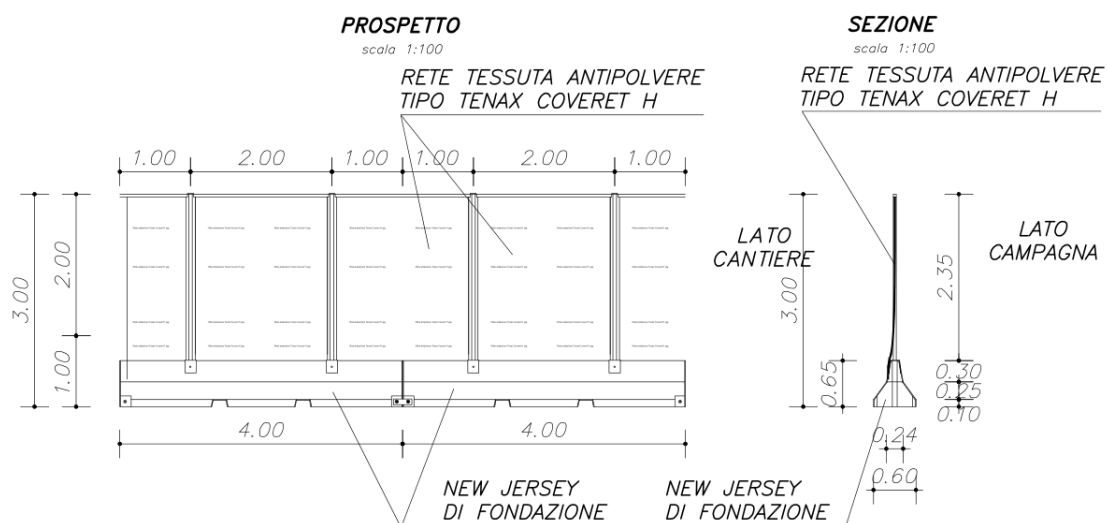 PROSPETTO
scala 1:100
RETE TESSUTA ANTIPOLVERE
TIPO TENAX COVERET H
1.00 2.00 1.00 1.00 2.00 1.00
3.00
2.00
1.00
4.00 4.00
NEW JERSEY
DI FONDAZIONE
SEZIONE
scala 1:100
RETE TESSUTA ANTIPOLVERE
TIPO TENAX COVERET H
LATO
CANTIERE
LATO
CAMPAGNA
3.00
2.35
0.65
0.30
0.25
0.10
0.24
0.60
NEW JERSEY
DI FONDAZIONE